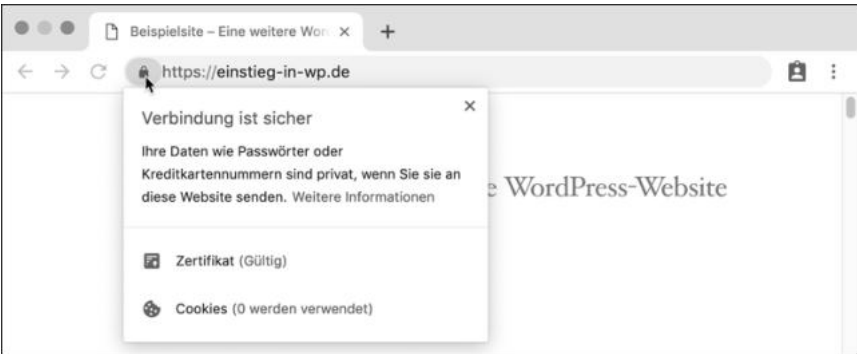 Beispielsite – Eine weitere Wor
https://einstieg-in-wp.de
Verbindung ist sicher
Ihre Daten wie Passwörter oder
Kreditkartennummern sind privat, wenn Sie sie an
diese Website senden. Weitere Informationen
e WordPress-Website
Zertifikat (Gültig)
Cookies (0 werden verwendet)